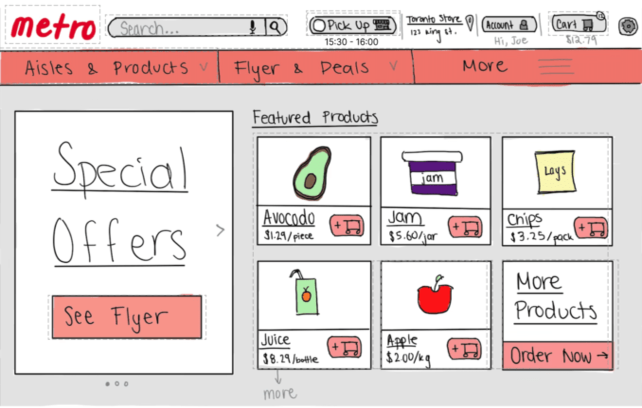 metro
Search...
Pick Up
15:30 - 16:00
Toronto Store
123 King st.
Account
Hi, Joe
Cart
$12.79
Aisles & Products
Flyer & Deals
More
Special
Offers
See Flyer
Featured Products
Avocado
$1.29/piece
jam
Jam
$5.60/jar
Lays
Chips
$3.25/pack
Juice
$8.29/bottle
Apple
$2.00/kg
More
Products
Order Now →
more